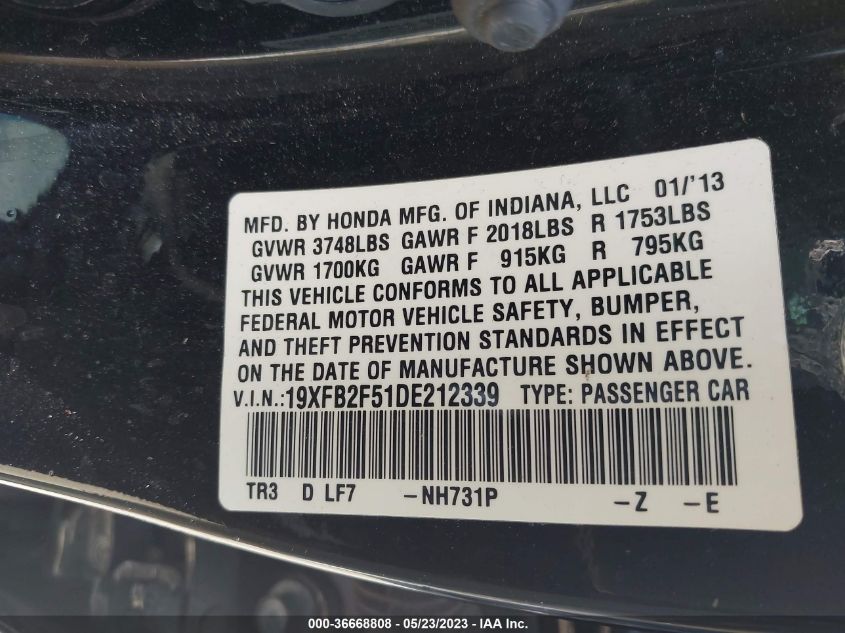 MFD. BY HONDA MFG. OF INDIANA, LLC 01/'13
GVWR 3748LBS GAWR F 2018LBS R 1753LBS
GVWR 1700KG GAWR F 915KG R 795KG
THIS VEHICLE CONFORMS TO ALL APPLICABLE
FEDERAL MOTOR VEHICLE SAFETY, BUMPER,
AND THEFT PREVENTION STANDARDS IN EFFECT
ON THE DATE OF MANUFACTURE SHOWN ABOVE.
V.I.N.:19XFB2F51DE212339 TYPE: PASSENGER CAR
TR3 D LF7 –NH731P –Z –E
000-36668808 - 05/23/2023 - IAA Inc.